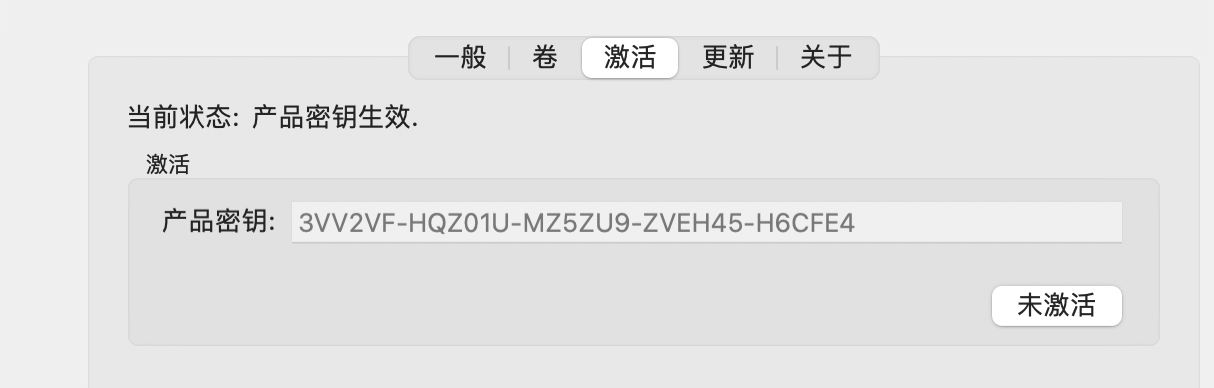 一般 卷 激活 更新 关于
当前状态: 产品密钥生效.
激活
产品密钥: 3VV2VF-HQZ01U-MZ5ZU9-ZVEH45-H6CFE4
未激活